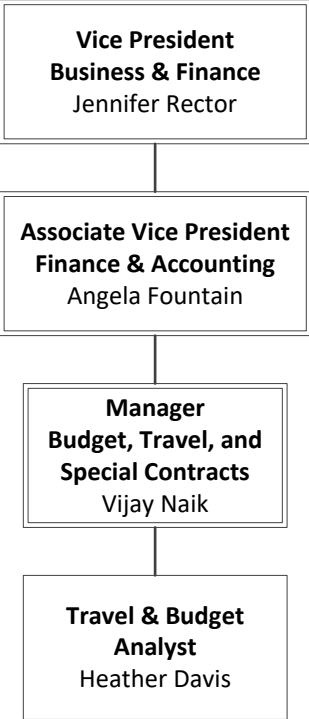 Vice President
Business & Finance
Jennifer Rector
Associate Vice President
Finance & Accounting
Angela Fountain
Manager
Budget, Travel, and
Special Contracts
Vijay Naik
Travel & Budget
Analyst
Heather Davis